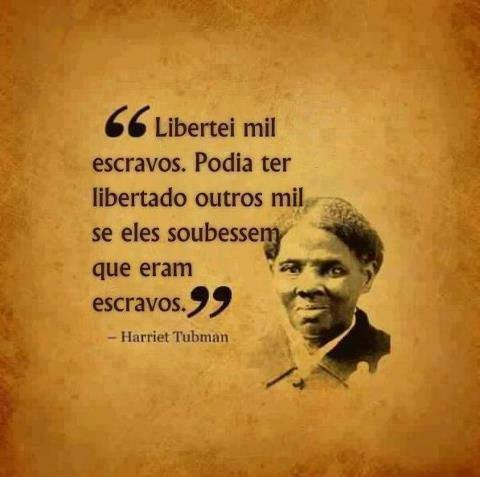 “Libertei mil
escravos. Podia ter
libertado outros mil
se eles soubessem
que eram
escravos.”
– Harriet Tubman